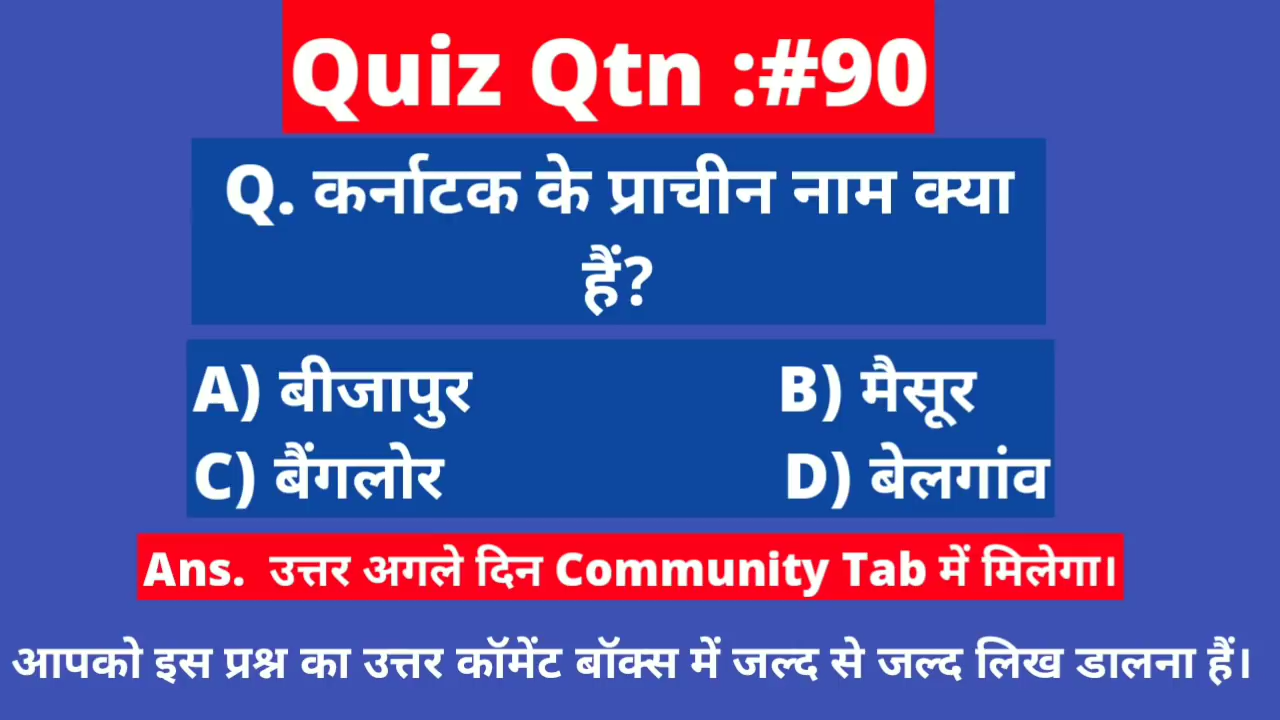 Quiz Qtn :#90
Q. कर्नाटक के प्राचीन नाम क्या
हैं?
A) बीजापुर B) मैसूर
C) बैंगलोर D) बेलगांव
Ans. उत्तर अगले दिन Community Tab में मिलेगा।
आपको इस प्रश्न का उत्तर कॉमेंट बॉक्स में जल्द से जल्द लिख डालना हैं।